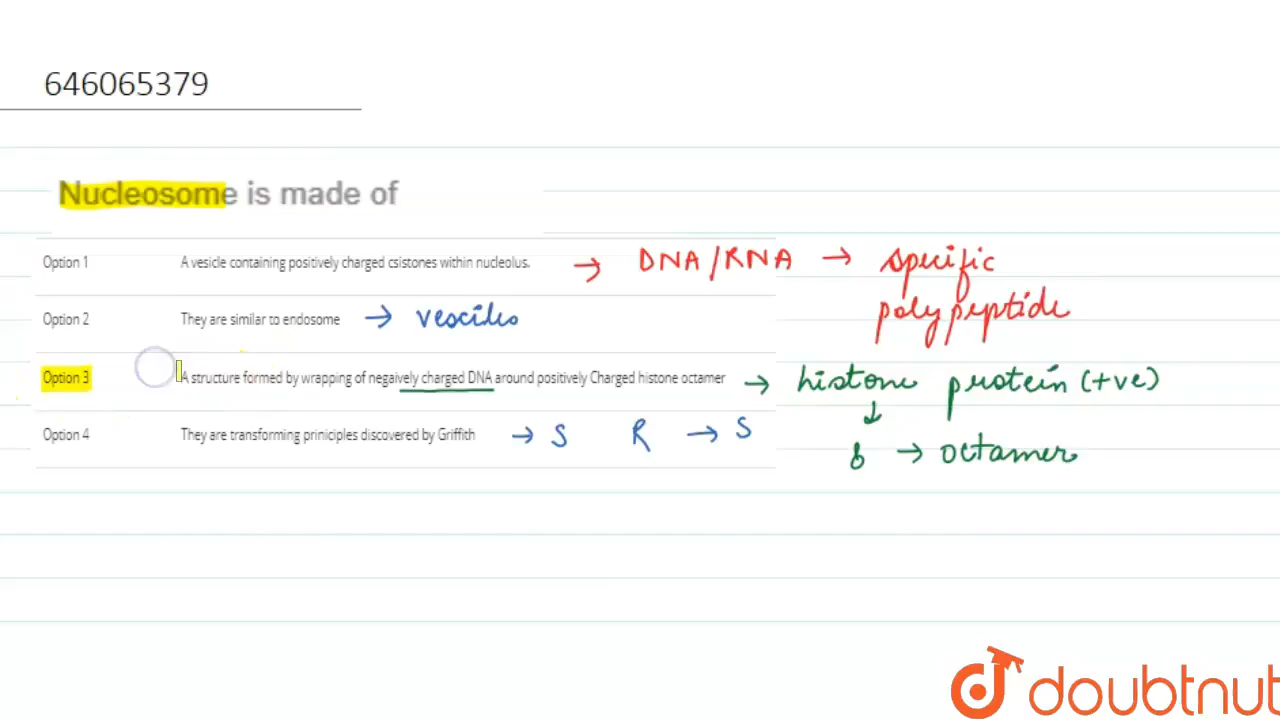 646065379
Nucleosome is made of
Option 1 A vesicle containing positively charged csistones within nucleolus. → DNA/RNA → specific
polypeptide
Option 2 They are similar to endosome → vesciles
Option 3 A structure formed by wrapping of negaively charged DNA around positively Charged histone octamer → histone protein (+ve)
↓
8 → octamer
Option 4 They are transforming priniciples discovered by Griffith → S R → S
doubtnut